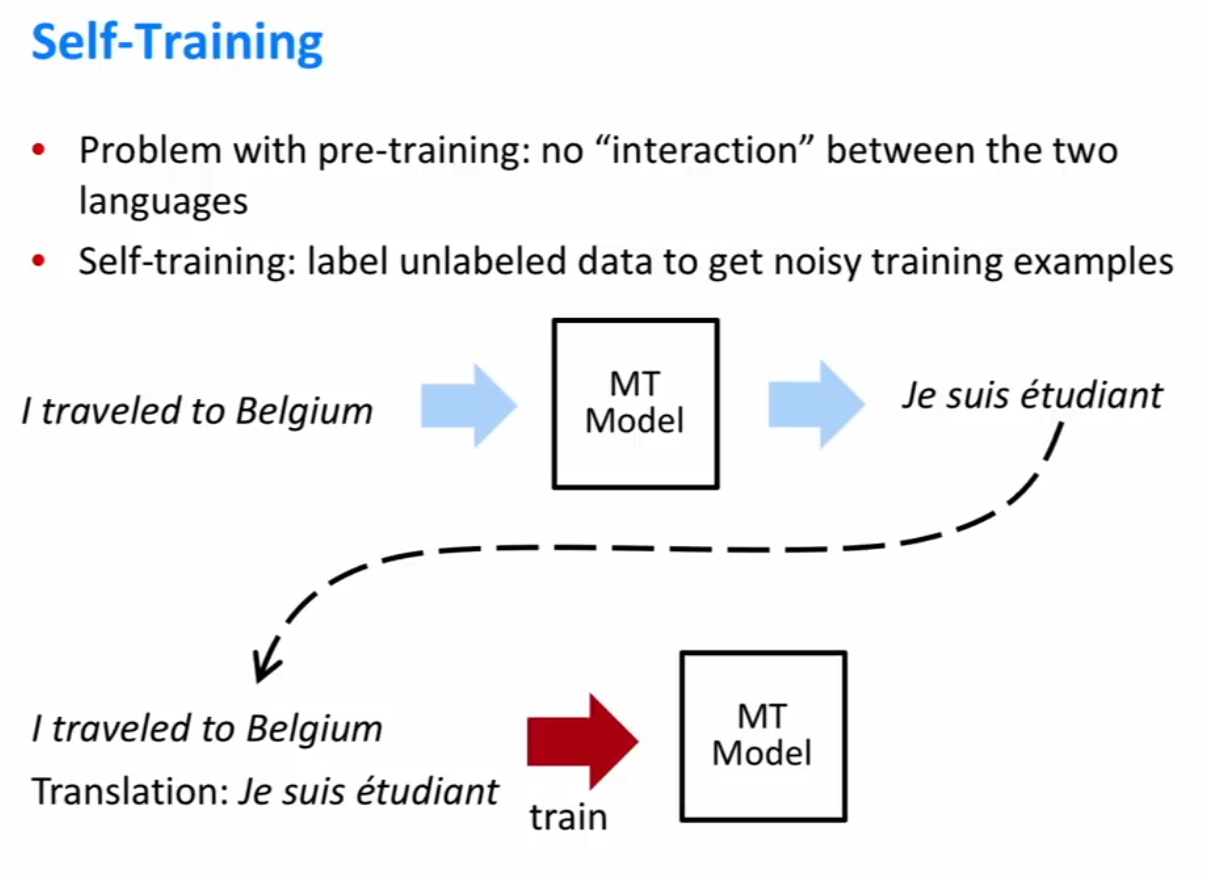 Self-Training
• Problem with pre-training: no “interaction” between the two
languages
• Self-training: label unlabeled data to get noisy training examples
I traveled to Belgium
MT
Model
Je suis étudiant
I traveled to Belgium
Translation: Je suis étudiant
train
MT
Model